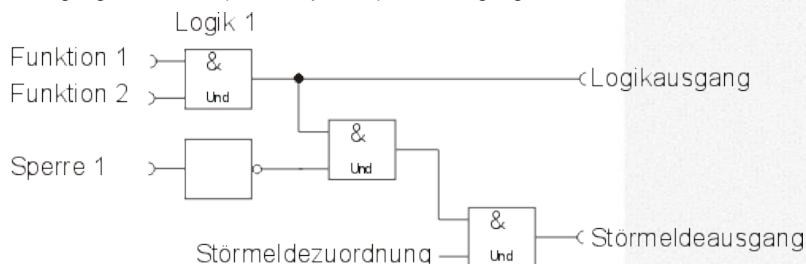 Logik 1
Funktion 1
&
Und
Funktion 2
Logikausgang
&
Und
Sperre 1
&
Und
Störmeldeausgang
Störmeldezuordnung